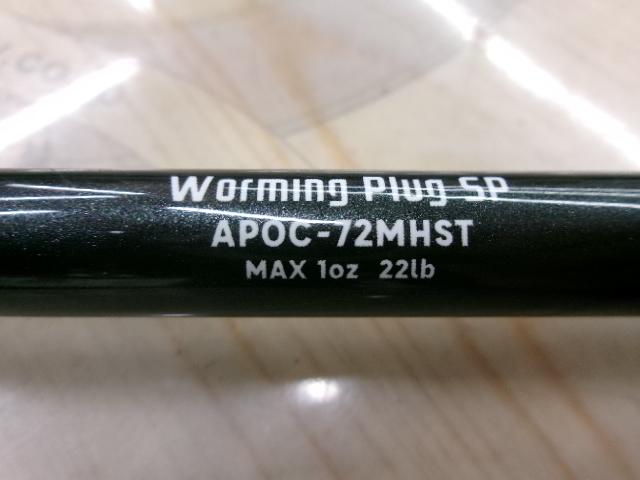 Worming Plug SP
APOC-72MHST
MAX 1oz 22lb